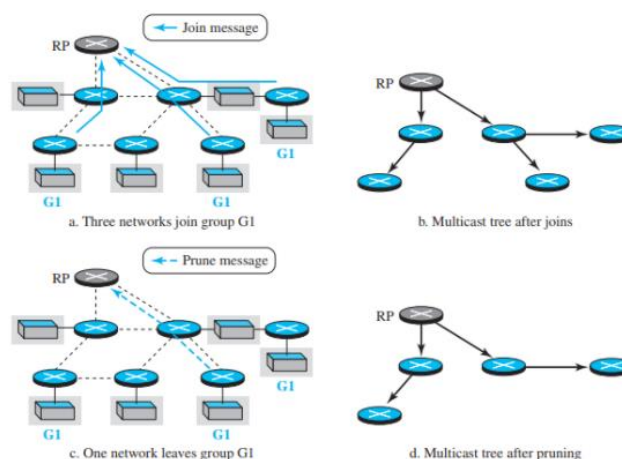 Join message
RP
G1
G1
G1
a. Three networks join group G1
RP
b. Multicast tree after joins
Prune message
RP
G1
G1
G1
c. One network leaves group G1
RP
d. Multicast tree after pruning